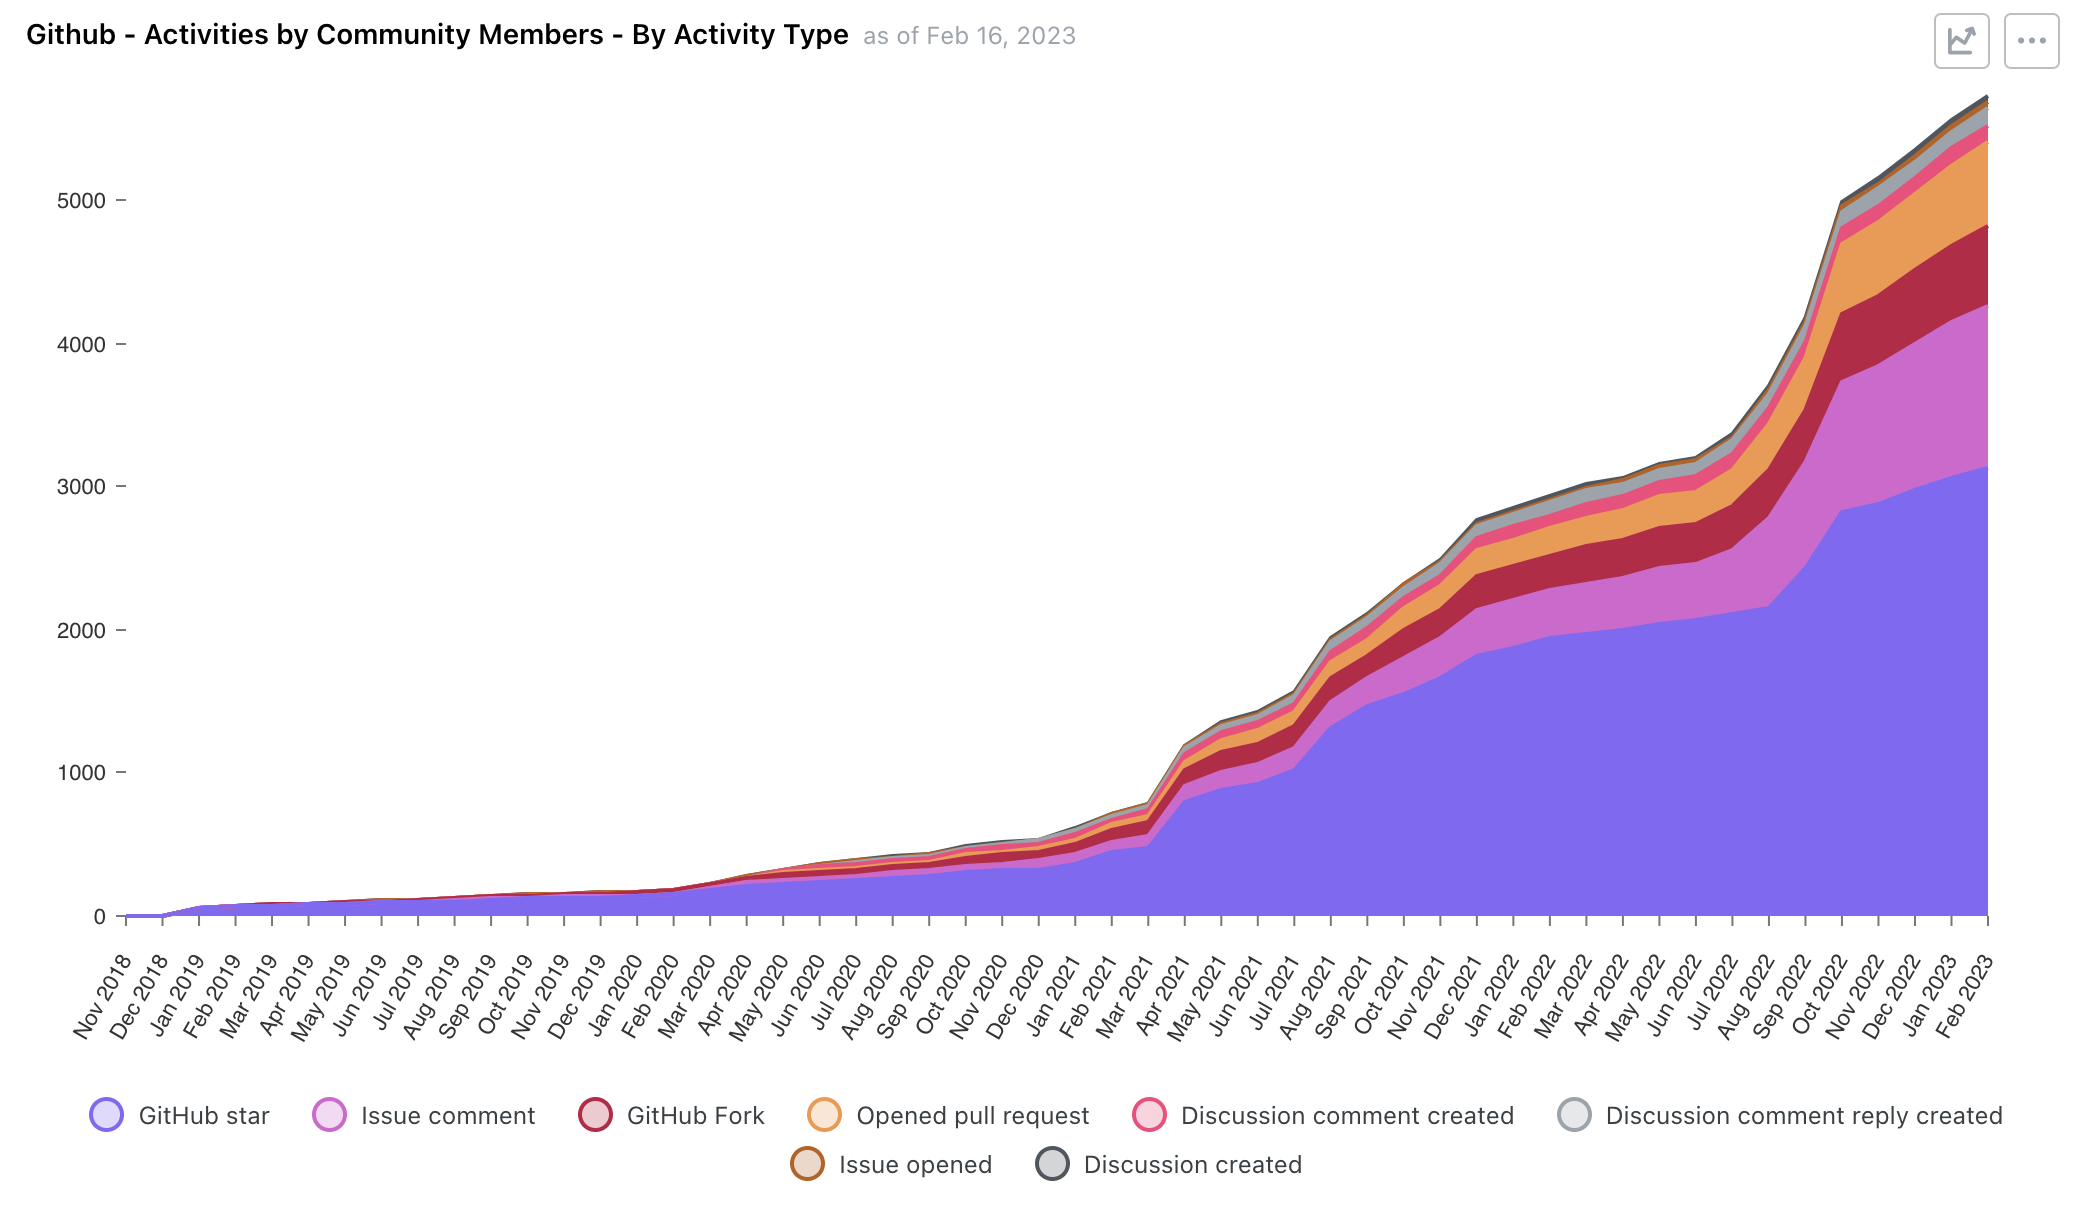 Github - Activities by Community Members - By Activity Type as of Feb 16, 2023
5000
4000
3000
2000
1000
0
Nov 2018
Dec 2018
Jan 2019
Feb 2019
Mar 2019
Apr 2019
May 2019
Jun 2019
Jul 2019
Aug 2019
Sep 2019
Oct 2019
Nov 2019
Dec 2019
Jan 2020
Feb 2020
Mar 2020
Apr 2020
May 2020
Jun 2020
Jul 2020
Aug 2020
Sep 2020
Oct 2020
Nov 2020
Dec 2020
Jan 2021
Feb 2021
Mar 2021
Apr 2021
May 2021
Jun 2021
Jul 2021
Aug 2021
Sep 2021
Oct 2021
Nov 2021
Dec 2021
Jan 2022
Feb 2022
Mar 2022
Apr 2022
May 2022
Jun 2022
Jul 2022
Aug 2022
Sep 2022
Oct 2022
Nov 2022
Dec 2022
Jan 2023
Feb 2023
GitHub star Issue comment GitHub Fork Opened pull request Discussion comment created Discussion comment reply created
Issue opened Discussion created